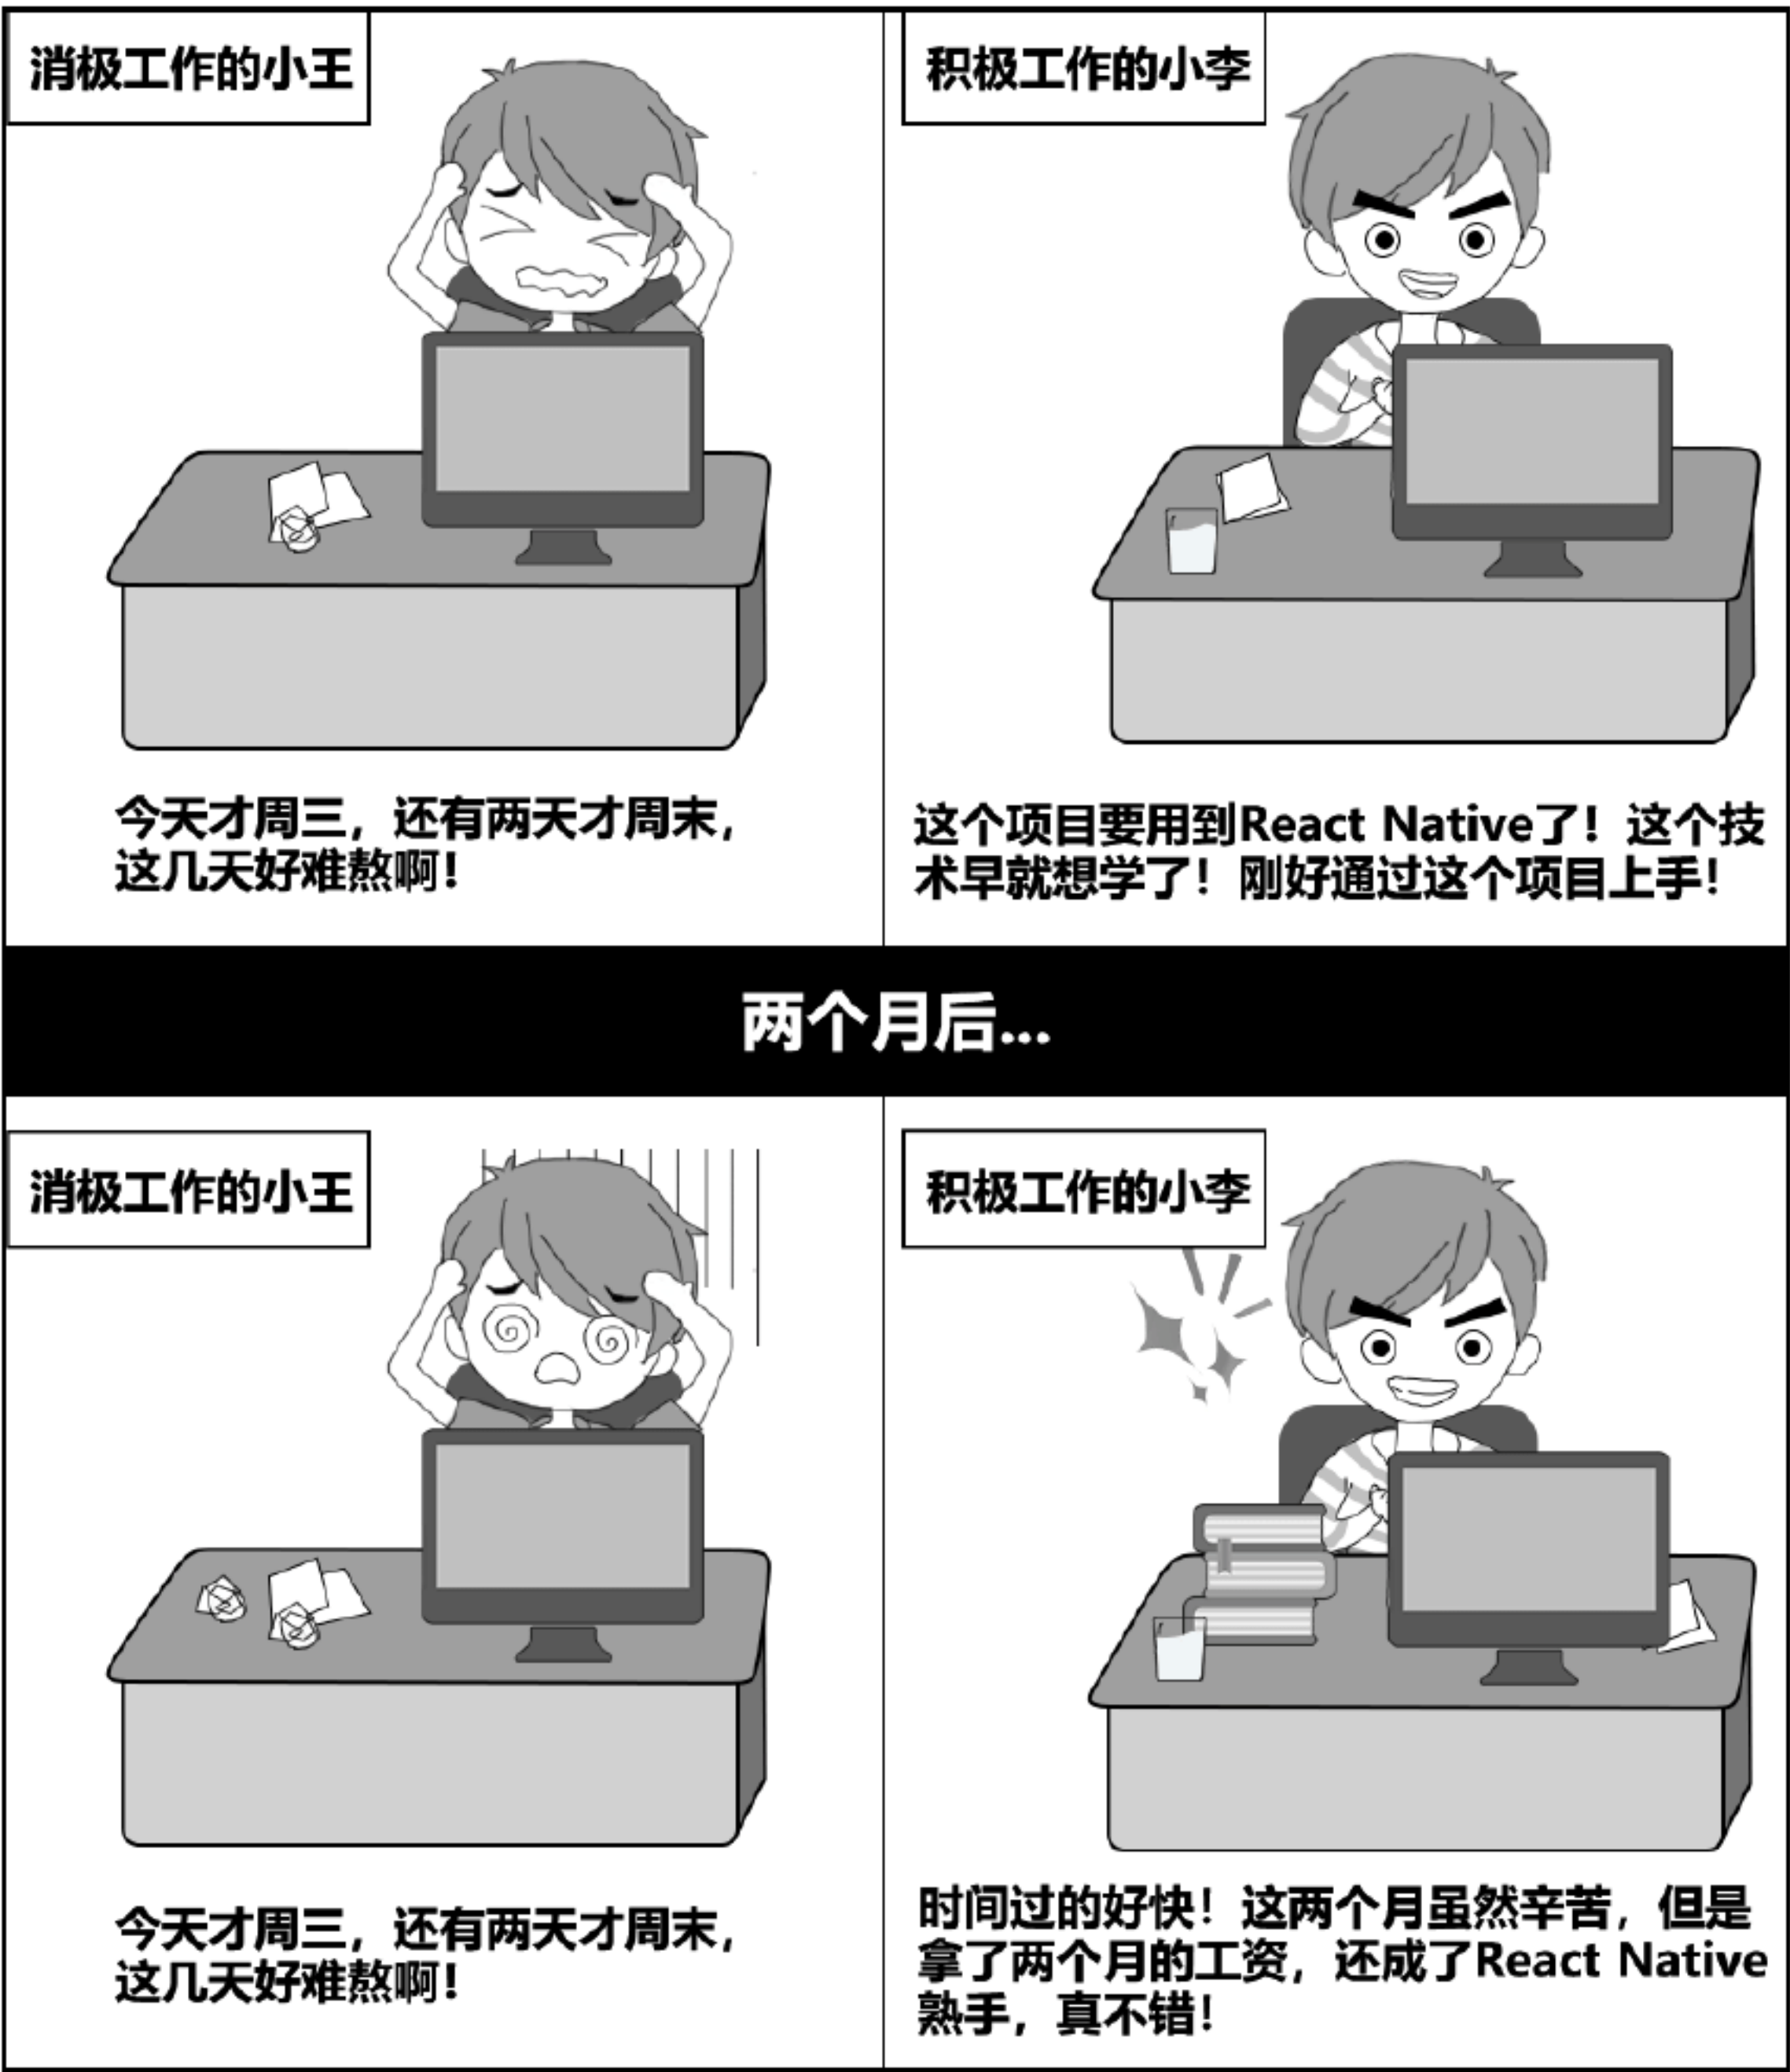 消极工作的小王
积极工作的小李
今天才周三，还有两天才周末，
这几天好难熬啊！
这个项目要用到React Native了！这个技
术早就想学了！刚好通过这个项目上手！
两个月后...
消极工作的小王
积极工作的小李
今天才周三，还有两天才周末，
这几天好难熬啊！
时间过的好快！这两个月虽然辛苦，但是
拿了两个月的工资，还成了React Native
熟手，真不错！